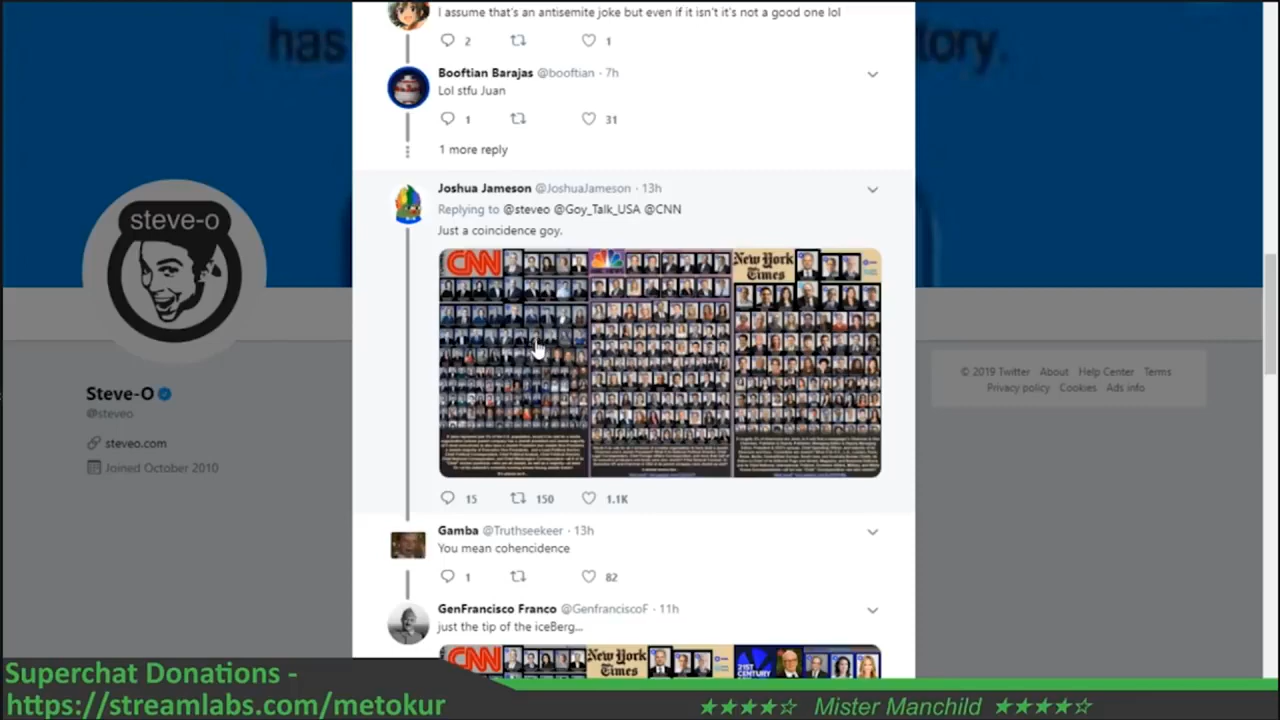 has
tory.
I assume that's an antisemite joke but even if it isn't it's not a good one lol
2
1
Booftian Barajas @booftian · 7h
Lol stfu Juan
1
31
1 more reply
Joshua Jameson @JoshuaJameson · 13h
Replying to @steveo @Goy_Talk_USA @CNN
Just a coincidence goy.
CNN
New York
Times
15
150
1.1K
Gamba @Truthseekeer · 13h
You mean cohencidence
1
82
GenFrancisco Franco @GenfranciscoF · 11h
just the tip of the iceBerg...
CNN
New York
Times
21ST
CENTURY
steve-o
Steve-O
@steveo
steveo.com
Joined October 2010
© 2019 Twitter About Help Center Terms
Privacy policy Cookies Ads info
Superchat Donations -
https://streamlabs.com/metokur
★★★★☆ Mister Manchild ★★★★☆